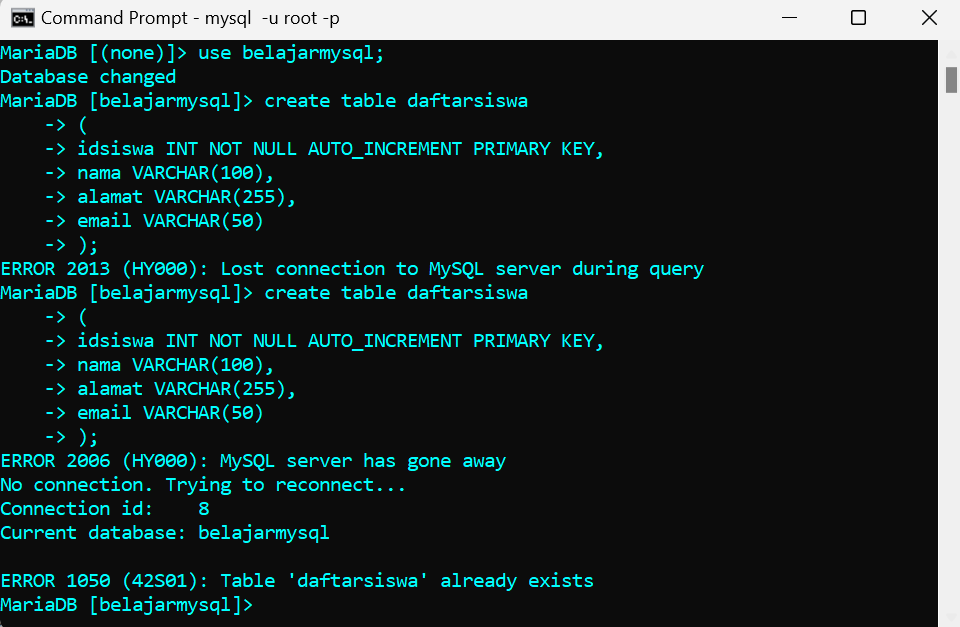 Command Prompt - mysql  -u root -p
MariaDB [(none)]> use belajarmysql;
Database changed
MariaDB [belajarmysql]> create table daftarsiswa
    -> (
    -> idsiswa INT NOT NULL AUTO_INCREMENT PRIMARY KEY,
    -> nama VARCHAR(100),
    -> alamat VARCHAR(255),
    -> email VARCHAR(50)
    -> );
ERROR 2013 (HY000): Lost connection to MySQL server during query
MariaDB [belajarmysql]> create table daftarsiswa
    -> (
    -> idsiswa INT NOT NULL AUTO_INCREMENT PRIMARY KEY,
    -> nama VARCHAR(100),
    -> alamat VARCHAR(255),
    -> email VARCHAR(50)
    -> );
ERROR 2006 (HY000): MySQL server has gone away
No connection. Trying to reconnect...
Connection id:    8
Current database: belajarmysql

ERROR 1050 (42S01): Table 'daftarsiswa' already exists
MariaDB [belajarmysql]>